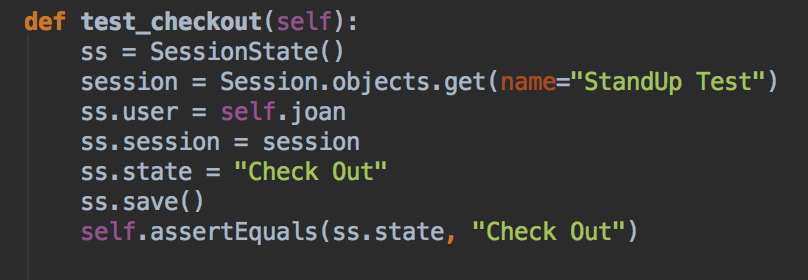 def test_checkout(self):
    ss = SessionState()
    session = Session.objects.get(name="StandUp Test")
    ss.user = self.joan
    ss.session = session
    ss.state = "Check Out"
    ss.save()
    self.assertEquals(ss.state, "Check Out")